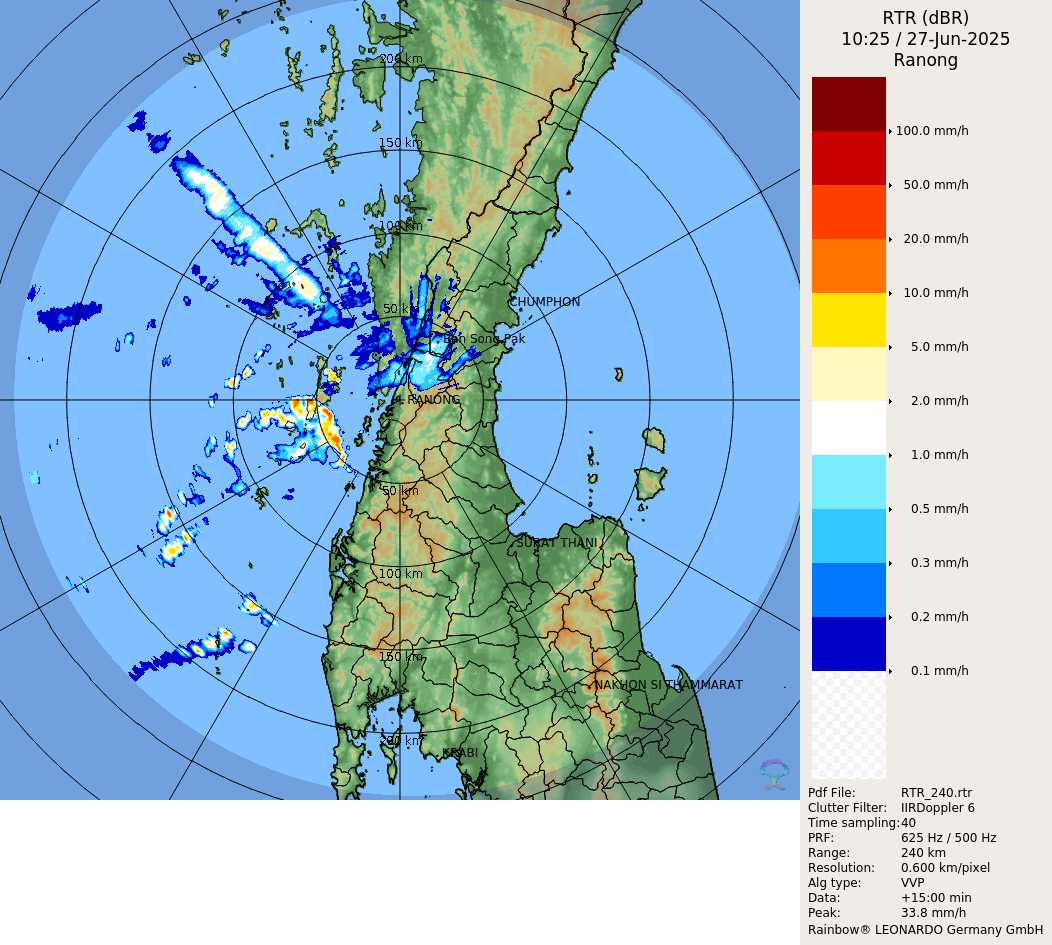 RTR (dBR)
10:25 / 27-Jun-2025
Ranong
100.0 mm/h
50.0 mm/h
20.0 mm/h
10.0 mm/h
5.0 mm/h
2.0 mm/h
1.0 mm/h
0.5 mm/h
0.3 mm/h
0.2 mm/h
0.1 mm/h
200 km
150 km
100 km
50 km
CHUMPHON
Ban Song Pak
RANONG
50 km
SURAT THANI
100 km
150 km
NAKHON SI THAMMARAT
200 km
KRABI
Pdf File: RTR_240.rtr
Clutter Filter: IIRDoppler 6
Time sampling:40
PRF: 625 Hz / 500 Hz
Range: 240 km
Resolution: 0.600 km/pixel
Alg type: VVP
Data: +15:00 min
Peak: 33.8 mm/h
Rainbow® LEONARDO Germany GmbH